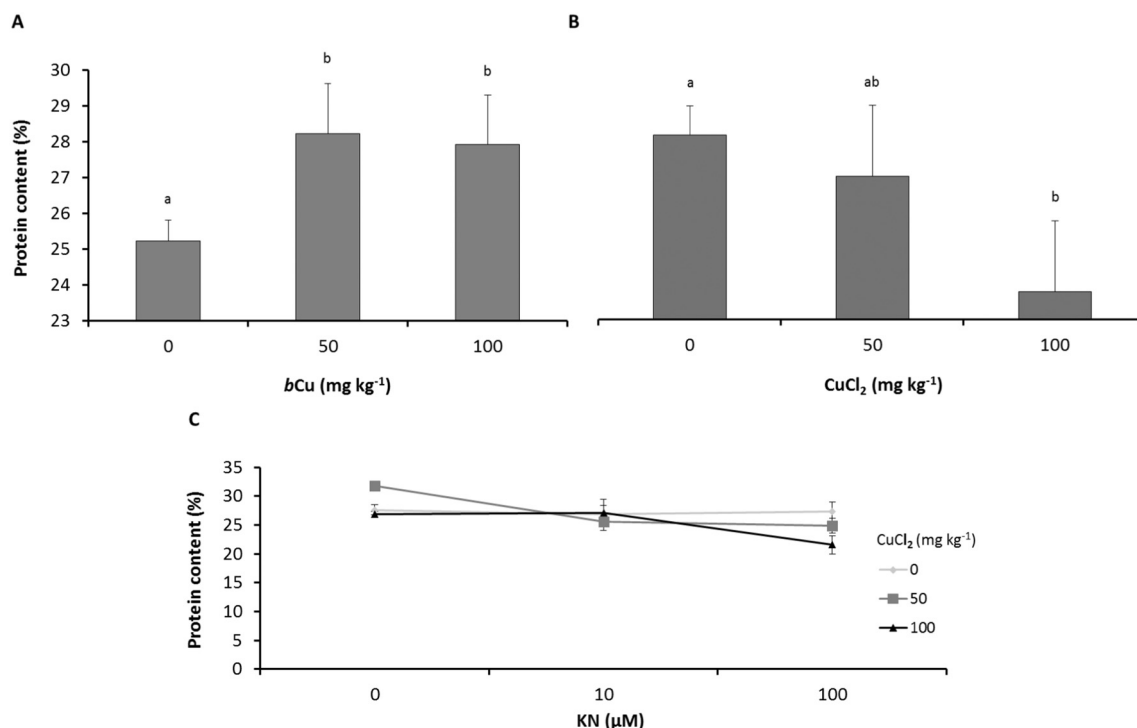 A
B
Protein content (%)
30
29
28
27
26
25
24
23
a
b
b
a
ab
b
0
50
100
0
50
100
bCu (mg kg⁻¹)
CuCl₂ (mg kg⁻¹)
C
Protein content (%)
35
30
25
20
15
10
5
0
CuCl₂ (mg kg⁻¹)
0
50
100
0
10
100
KN (µM)